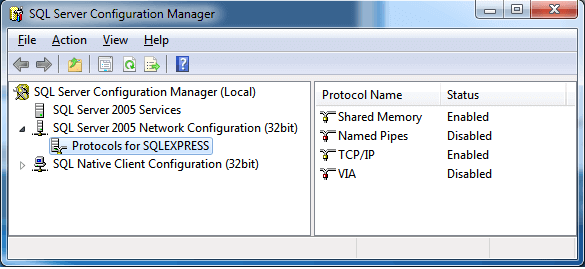 SQL Server Configuration Manager
File Action View Help
SQL Server Configuration Manager (Local)
SQL Server 2005 Services
SQL Server 2005 Network Configuration (32bit)
Protocols for SQLEXPRESS
SQL Native Client Configuration (32bit)
Protocol Name Status
Shared Memory Enabled
Named Pipes Disabled
TCP/IP Enabled
VIA Disabled